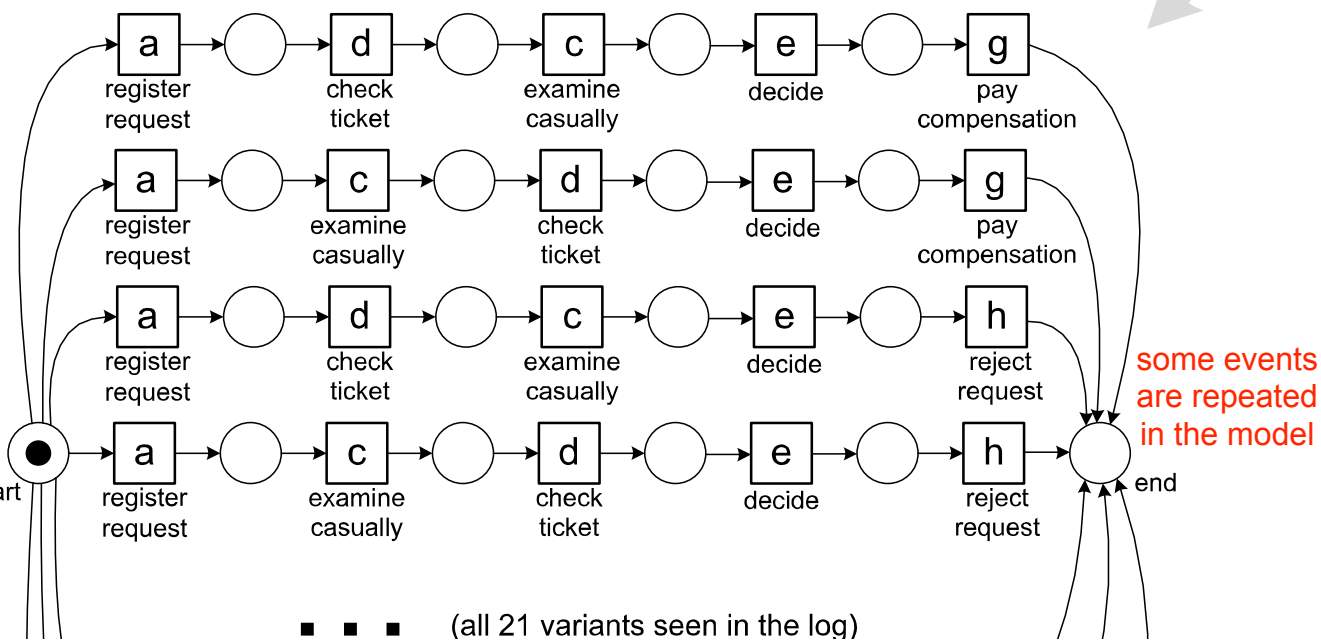 a d c e g
register check examine decide pay
request ticket casually compensation
a c d e g
register examine check decide pay
request casually ticket compensation
a d c e h
register check examine decide reject
request ticket casually request
some events
are repeated
in the model
a c d e h
art end
register examine check decide reject
request casually ticket request
(all 21 variants seen in the log)